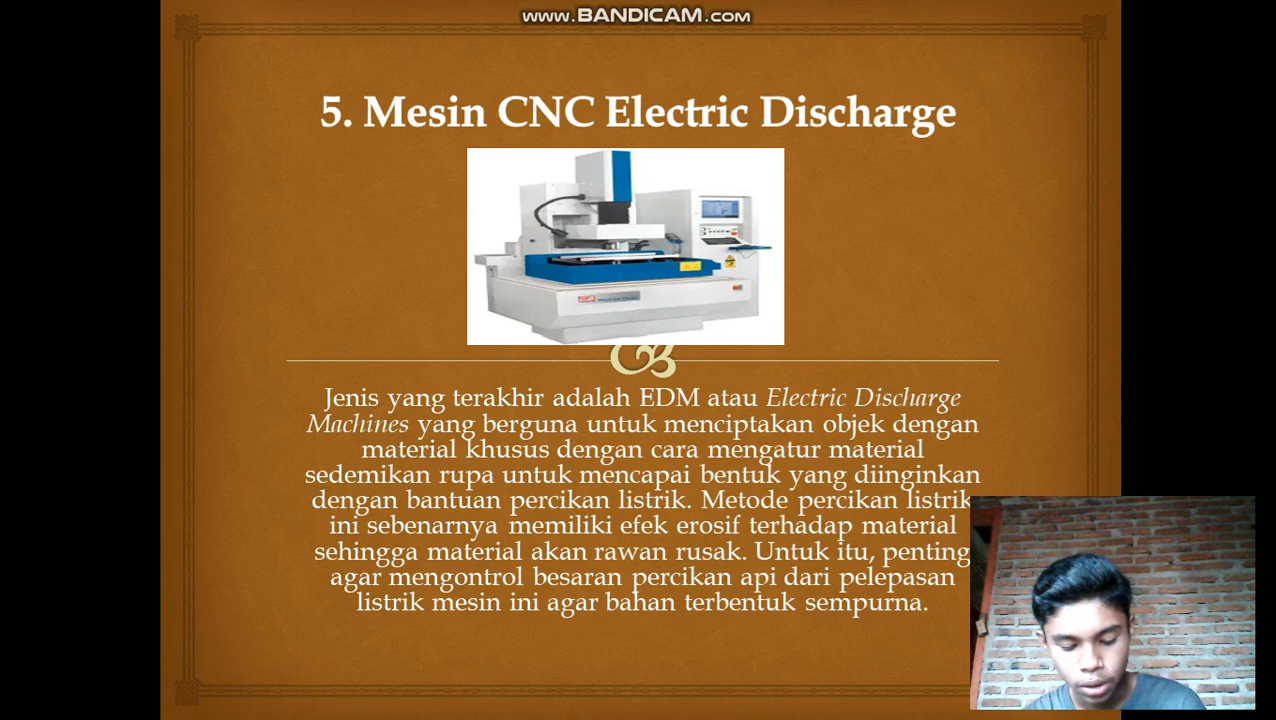 www.BANDICAM.com
5. Mesin CNC Electric Discharge
Jenis yang terakhir adalah EDM atau Electric Discharge
Machines yang berguna untuk menciptakan objek dengan
material khusus dengan cara mengatur material
sedemikan rupa untuk mencapai bentuk yang diinginkan
dengan bantuan percikan listrik. Metode percikan listrik
ini sebenarnya memiliki efek erosif terhadap material
sehingga material akan rawan rusak. Untuk itu, penting
agar mengontrol besaran percikan api dari pelepasan
listrik mesin ini agar bahan terbentuk sempurna.